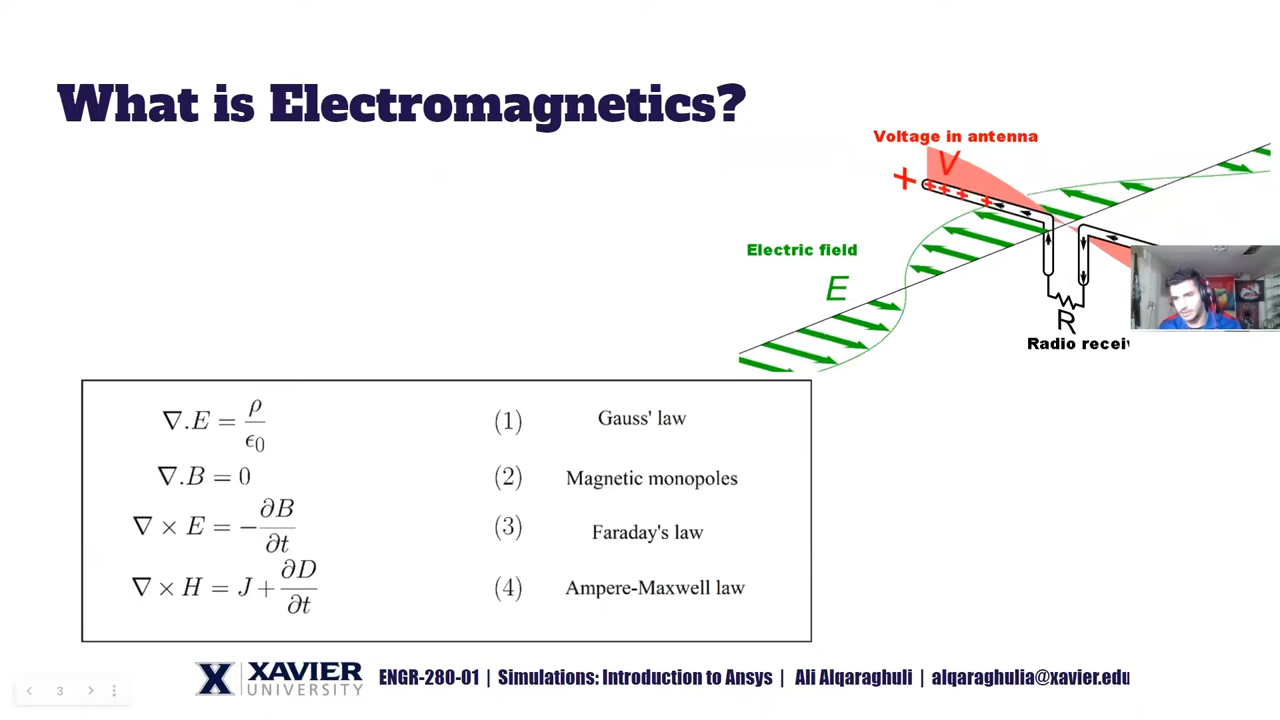 What is Electromagnetics?
Voltage in antenna
V
+
+ + + +
Electric field
E
R
Radio receiv
∇.E = ρ/ϵ₀ (1) Gauss' law
∇.B = 0 (2) Magnetic monopoles
∇ × E = −∂B/∂t (3) Faraday's law
∇ × H = J + ∂D/∂t (4) Ampere-Maxwell law
X XAVIER UNIVERSITY
ENGR-280-01 | Simulations: Introduction to Ansys | Ali Alqaraghuli | alqaraghulia@xavier.edu
3